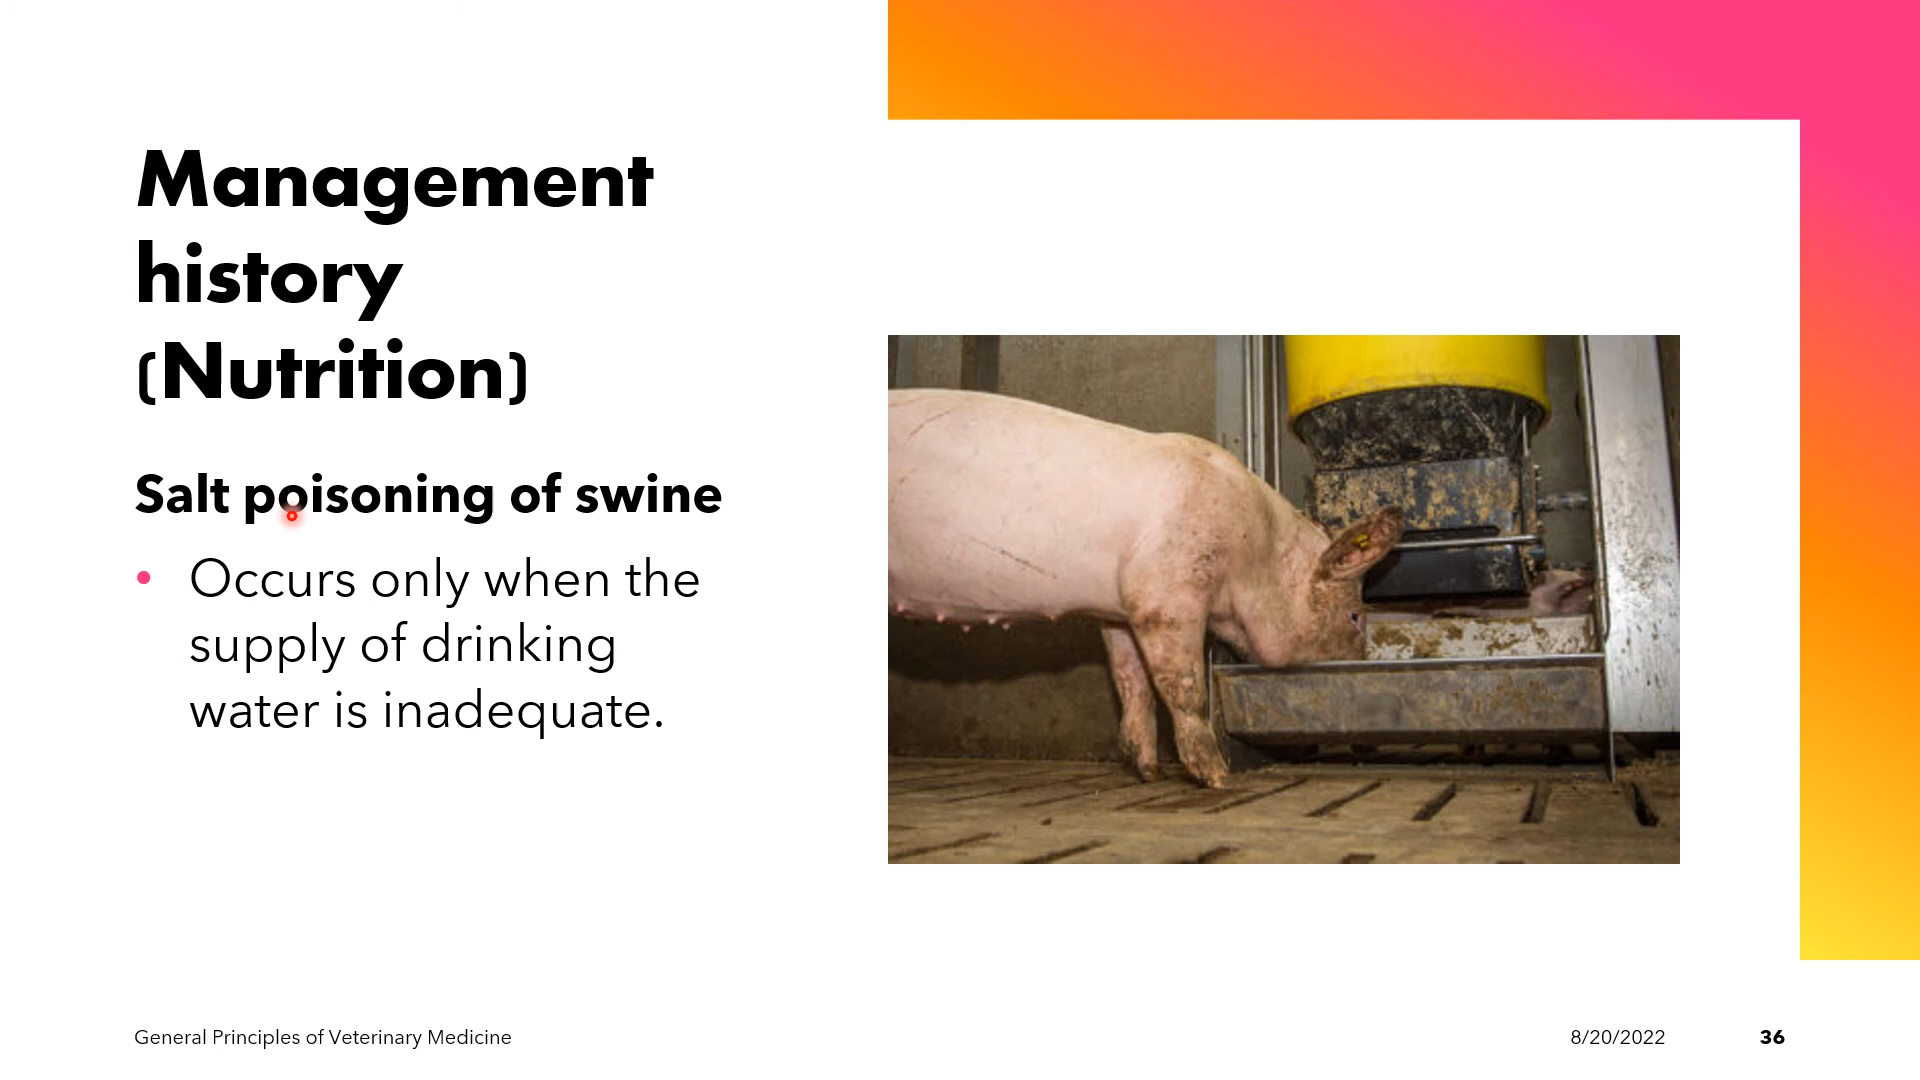 Management
history
(Nutrition)
Salt poisoning of swine
• Occurs only when the
supply of drinking
water is inadequate.
General Principles of Veterinary Medicine
8/20/2022
36